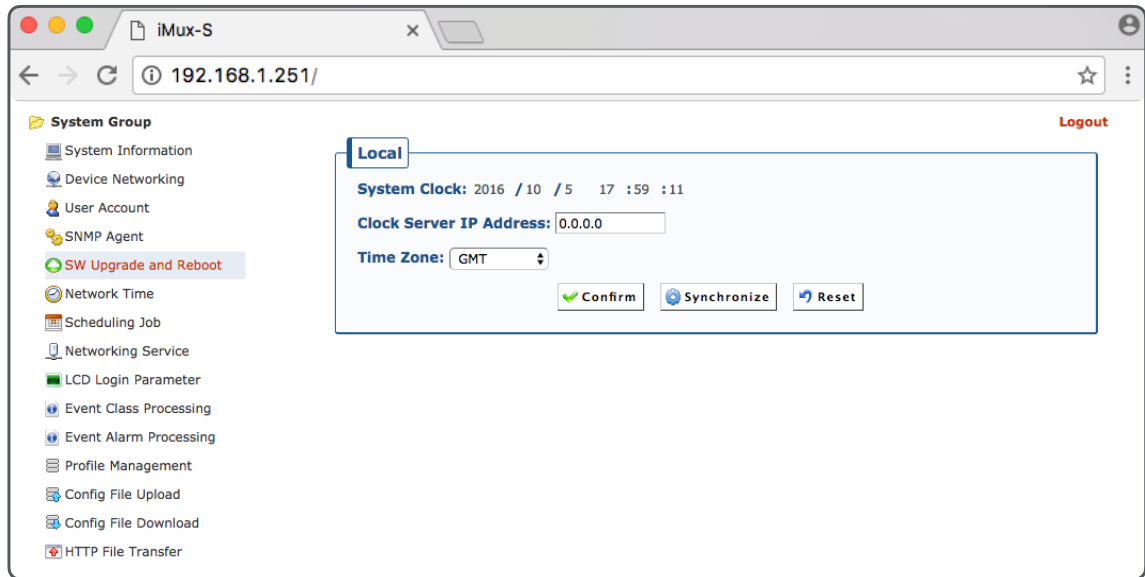 iMux-S
192.168.1.251/
System Group
Logout
System Information
Device Networking
User Account
SNMP Agent
SW Upgrade and Reboot
Network Time
Scheduling Job
Networking Service
LCD Login Parameter
Event Class Processing
Event Alarm Processing
Profile Management
Config File Upload
Config File Download
HTTP File Transfer
Local
System Clock: 2016 / 10 / 5 17 : 59 : 11
Clock Server IP Address: 0.0.0.0
Time Zone: GMT
Confirm Synchronize Reset